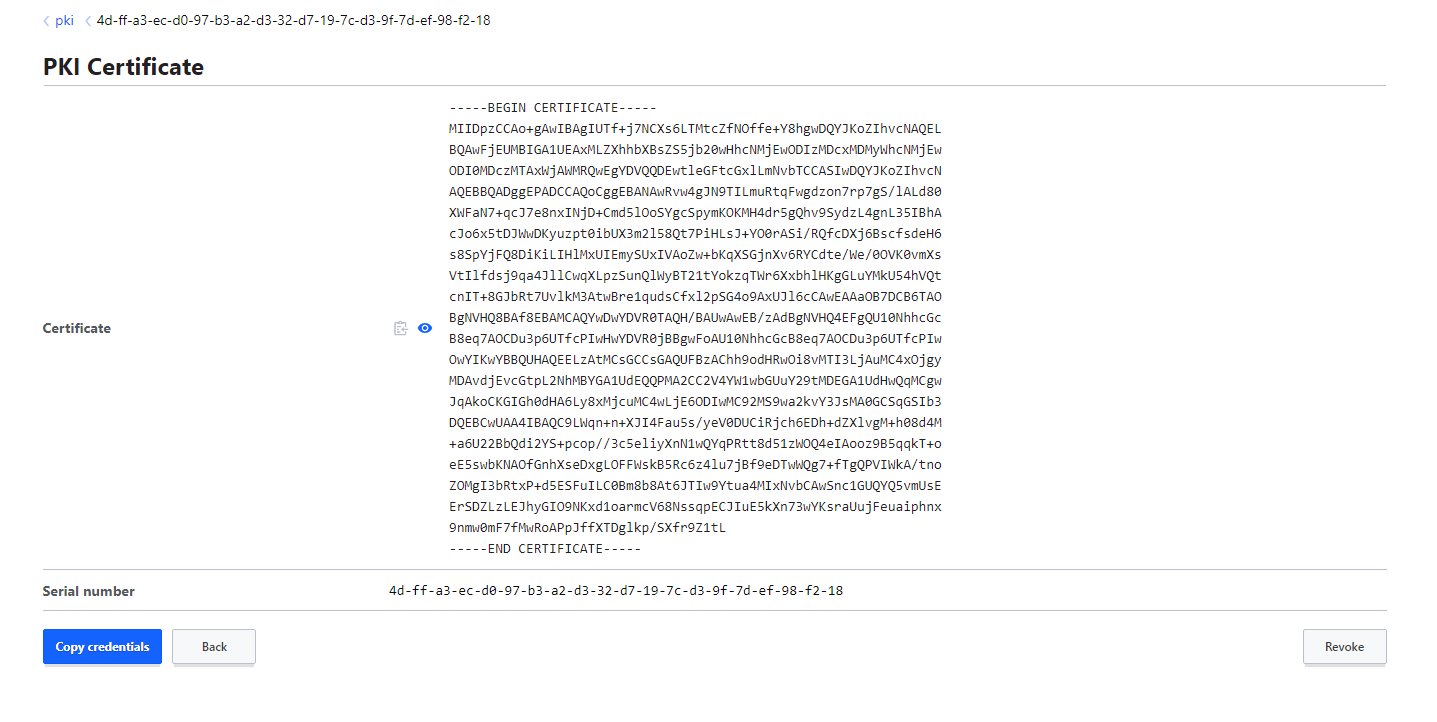 pki 4d-ff-a3-ec-d0-97-b3-a2-d3-32-d7-19-7c-d3-9f-7d-ef-98-f2-18
PKI Certificate
-----BEGIN CERTIFICATE-----
MIIDpzCCAo+gAwIBAgIUTf+j7NCXs6LTMtcZfNOffe+Y8hgwDQYJKoZIhvcNAQEL
BQAwFjEUMBIGA1UEAxMLZXhhbXBsZS5jb20wHhcNMjEwODIzMDcxMDMyWhcNMjEw
ODI0MDczMTAxWjAWMRQwEgYDVQQDEwtleGFtcGxlLmNvbTCCASIwDQYJKoZIhvcN
AQEBBQADggEPADCCAQoCggEBANAwRvw4gJN9TILmuRtqFwgdzon7rp7gS/lALd80
XWFaN7+qcJ7e8nxINjD+Cmd5lOoSYgcSpymKOKMH4dr5gQhv9SydzL4gnL35IBhA
cJo6x5tDJWwDKyuzpt0ibUX3m2l58Qt7PiHLsJ+YO0rASi/RQfcDXj6BscfsdeH6
s8SpYjFQ8DiKiLIHlMxUIEmySUxIVAoZw+bKqXSGjnXv6RYCdte/We/0OVK0vmXs
VtIlfdsj9qa4JllCwqXLpzSunQlWyBT21tYokzqTWr6XxbhlHKgGLuYMkU54hVQt
cnIT+8GJbRt7UvlkM3AtwBre1qudsCfxl2pSG4o9AxUJl6cCAwEAAaOB7DCB6TAO
BgNVHQ8BAf8EBAMCAQYwDwYDVR0TAQH/BAUwAwEB/zAdBgNVHQ4EFgQU10NhhcGc
B8eq7AOCDu3p6UTfcPIwHwYDVR0jBBgwFoAU10NhhcGcB8eq7AOCDu3p6UTfcPIw
OwYIKwYBBQUHAQEELzAtMCsGCCsGAQUFBzAChh9odHRwOi8vMTI3LjAuMC4xOjgy
MDAvdjEvcGtpL2NhMBYGA1UdEQQPMA2CC2V4YW1wbGUuY29tMDEGA1UdHwQqMCgw
JqAkoCKGIGh0dHA6Ly8xMjcuMC4wLjE6ODIwMC92MS9wa2kvY3JsMA0GCSqGSIb3
DQEBCwUAA4IBAQC9LWqn+n+XJI4Fau5s/yeV0DUCiRjch6EDh+dZXlvgM+h08d4M
+a6U22BbQdi2YS+pcop//3c5eliyXnN1wQYqPRtt8d51zWOQ4eIAooz9B5qqkT+o
eE5swbKNAOfGnhXseDxgLOFFWskB5Rc6z4lu7jBf9eDTwWQg7+fTgQPVIWkA/tno
ZOMgI3bRtxP+d5ESFuILC0Bm8b8At6JTIw9Ytua4MIxNvbCAwSnc1GUQYQ5vmUsE
ErSDZLzLEJhyGIO9NKxd1oarmcV68NssqpECJIuE5kXn73wYKsraUujFeuaiphnx
9nmw0mF7fMwRoAPpJffXTDglkp/SXfr9Z1tL
-----END CERTIFICATE-----
Certificate
Serial number 4d-ff-a3-ec-d0-97-b3-a2-d3-32-d7-19-7c-d3-9f-7d-ef-98-f2-18
Copy credentials Back Revoke